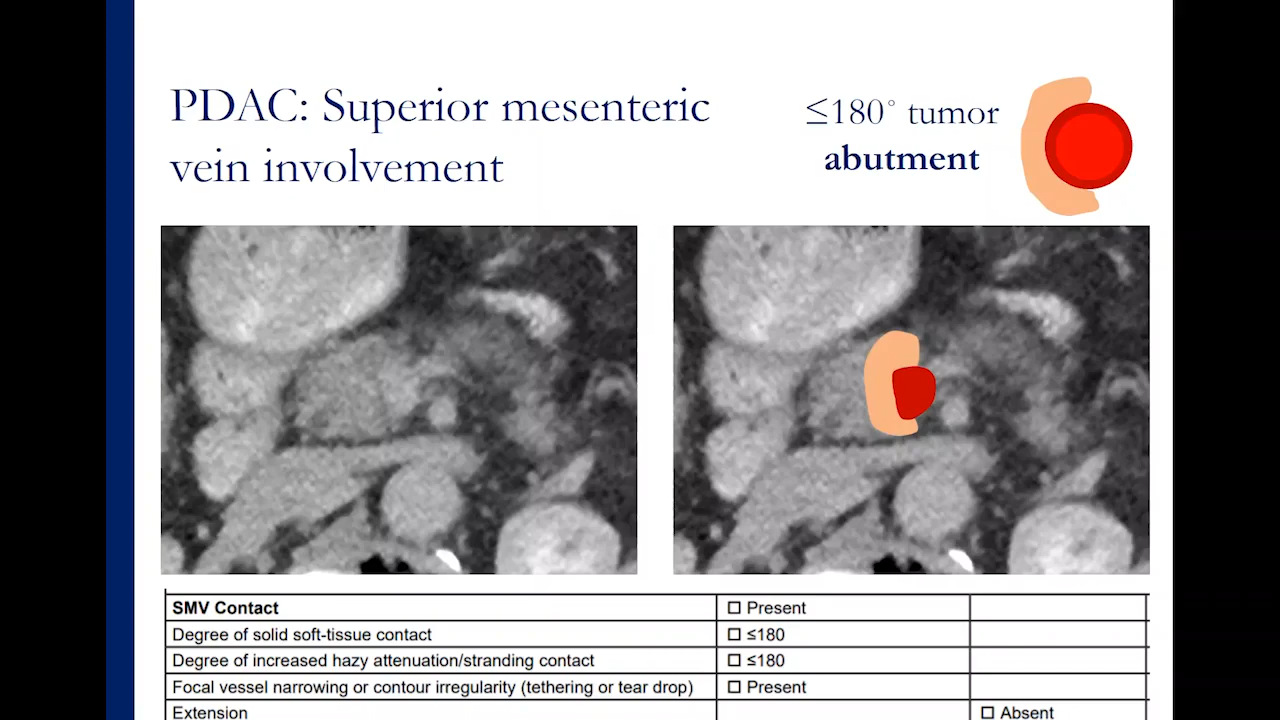 PDAC: Superior mesenteric
vein involvement
≤180° tumor
abutment
SMV Contact ☐ Present
Degree of solid soft-tissue contact ☐ ≤180
Degree of increased hazy attenuation/stranding contact ☐ ≤180
Focal vessel narrowing or contour irregularity (tethering or tear drop) ☐ Present
Extension ☐ Absent